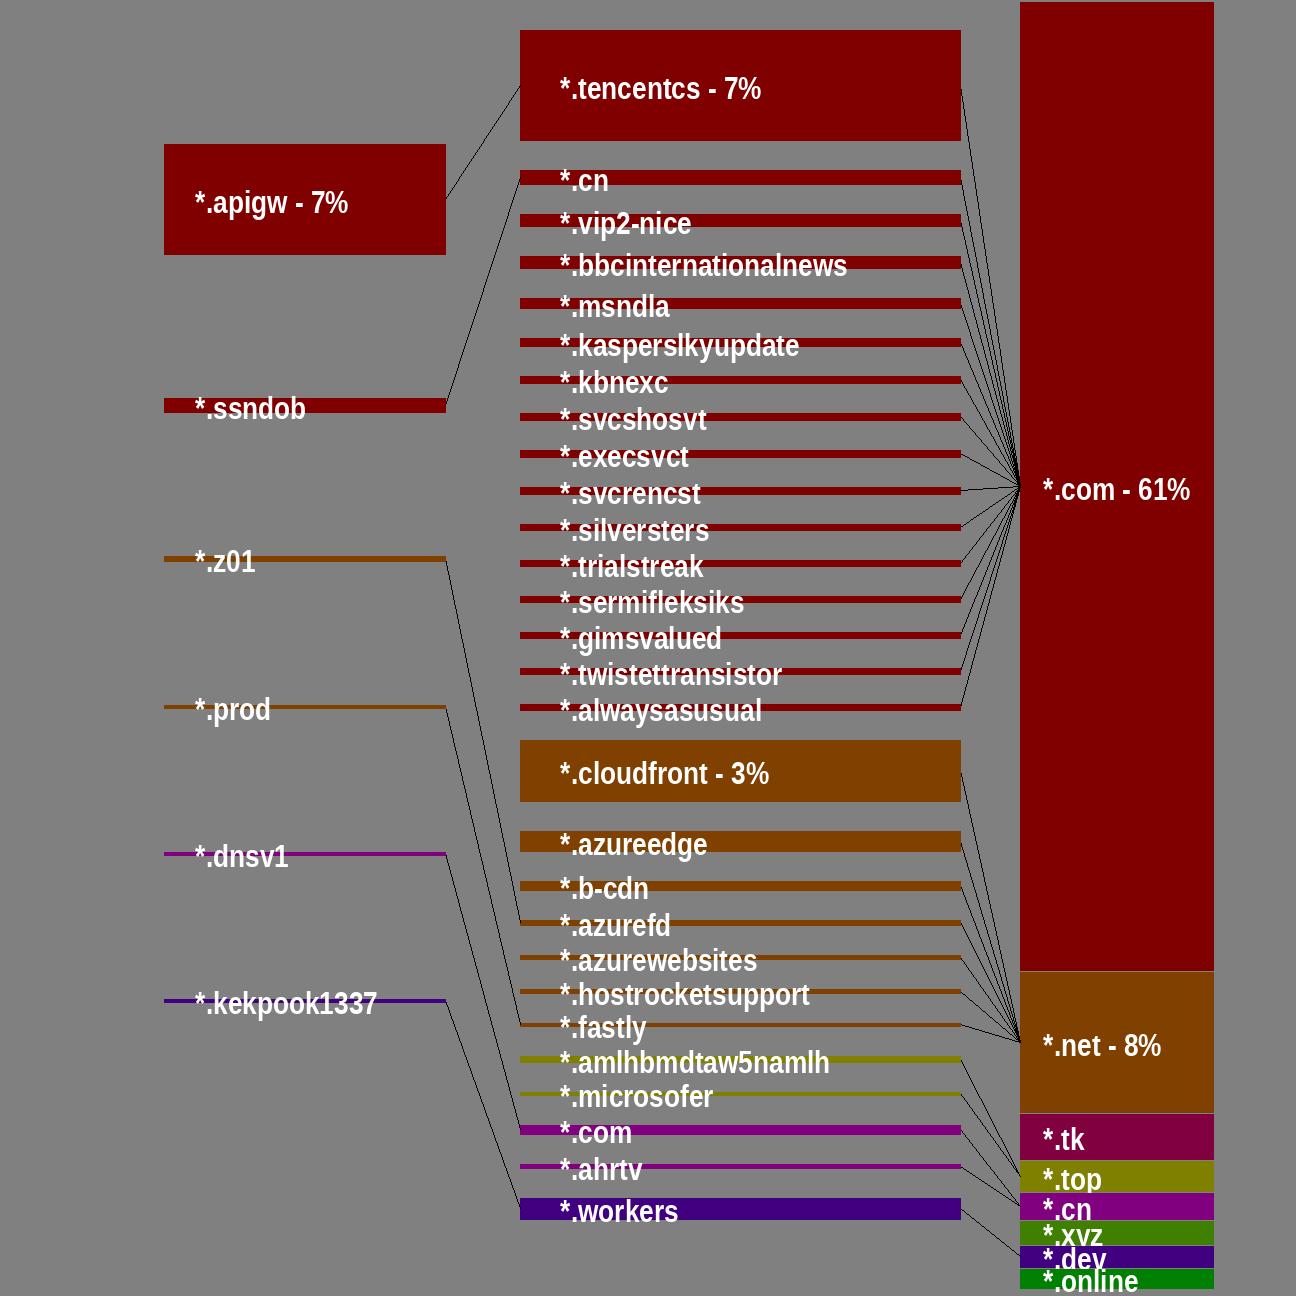 *.apigw - 7%
*.ssndob
*.z01
*.prod
*.dnsv1
*.kekpook1337
*.tencentcs - 7%
*.cn
*.vip2-nice
*.bbcinternationalnews
*.msndla
*.kasperslkyupdate
*.kbnexc
*.svcshosvt
*.execsvct
*.svcrencst
*.silversters
*.trialstreak
*.sermifleksiks
*.gimsvalued
*.twistettransistor
*.alwaysasusual
*.cloudfront - 3%
*.azureedge
*.b-cdn
*.azurefd
*.azurewebsites
*.hostrocketsupport
*.fastly
*.amlhbmdtaw5namlh
*.microsofer
*.com
*.ahrtv
*.workers
*.com - 61%
*.net - 8%
*.tk
*.top
*.cn
*.xyz
*.dev
*.online